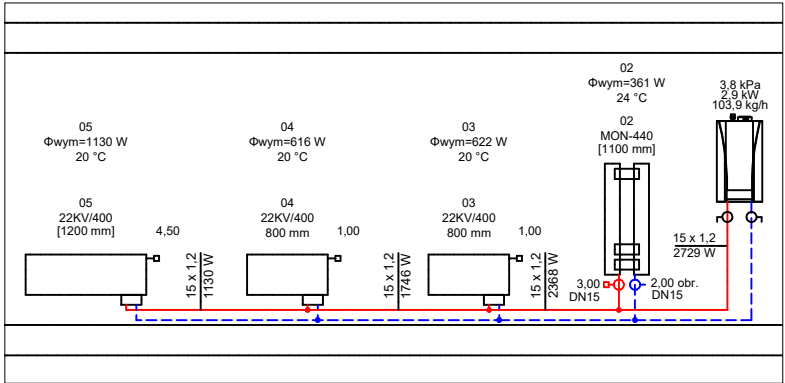 02
Φwym=361 W
24 °C
3,8 kPa
2,9 kW
103,9 kg/h
05
Φwym=1130 W
20 °C
04
Φwym=616 W
20 °C
03
Φwym=622 W
20 °C
02
MON-440
[1100 mm]
05
22KV/400
[1200 mm]
4,50
04
22KV/400
800 mm
1,00
03
22KV/400
800 mm
1,00
15 x 1,2
1130 W
15 x 1,2
1746 W
15 x 1,2
2368 W
15 x 1,2
2729 W
3,00
DN15
2,00 obr.
DN15